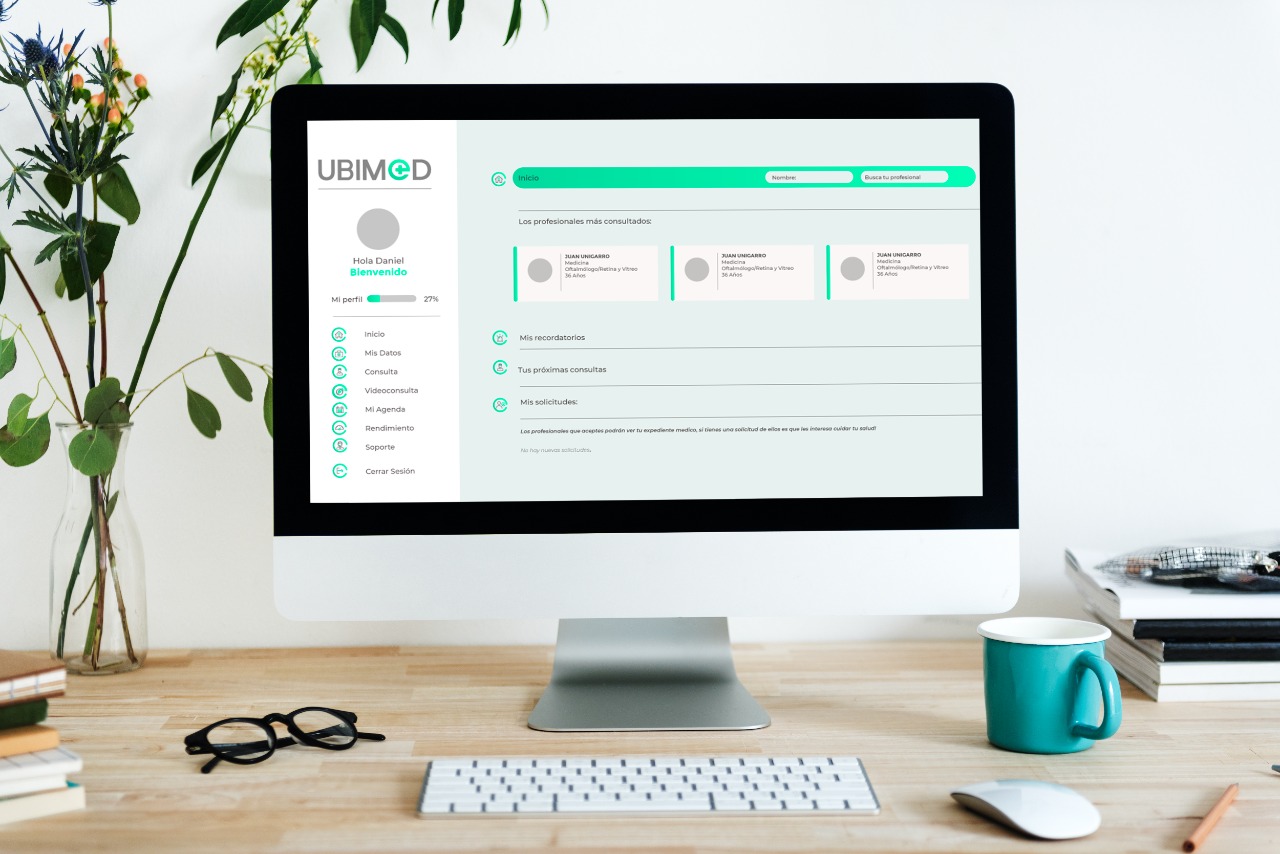 UBIMED
Hola Daniel
Bienvenido
Mi perfil 27%
Inicio
Mis Datos
Consulta
Videoconsulta
Mi Agenda
Rendimiento
Soporte
Cerrar Sesión
Inicio Nombre: Busca tu profesional
Los profesionales más consultados:
JUAN UNIGARRO
Medicina
Oftalmólogo/Retina y Vítreo
36 Años
JUAN UNIGARRO
Medicina
Oftalmólogo/Retina y Vítreo
36 Años
JUAN UNIGARRO
Medicina
Oftalmólogo/Retina y Vítreo
36 Años
Mis recordatorios
Tus próximas consultas
Mis solicitudes:
Los profesionales que aceptes podrán ver tu expediente medico, si tienes una solicitud de ellos es que les interesa cuidar tu salud!
No hay nuevas solicitudes.